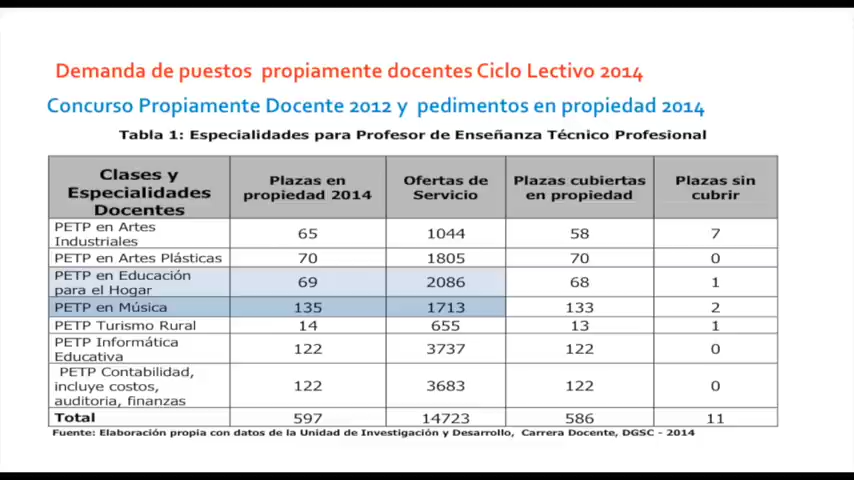 Demanda de puestos propiamente docentes Ciclo Lectivo 2014
Concurso Propiamente Docente 2012 y pedimentos en propiedad 2014
Tabla 1: Especialidades para Profesor de Enseñanza Técnico Profesional
Clases y Especialidades Docentes | Plazas en propiedad 2014 | Ofertas de Servicio | Plazas cubiertas en propiedad | Plazas sin cubrir
PETP en Artes Industriales | 65 | 1044 | 58 | 7
PETP en Artes Plásticas | 70 | 1805 | 70 | 0
PETP en Educación para el Hogar | 69 | 2086 | 68 | 1
PETP en Música | 135 | 1713 | 133 | 2
PETP Turismo Rural | 14 | 655 | 13 | 1
PETP Informática Educativa | 122 | 3737 | 122 | 0
PETP Contabilidad, incluye costos, auditoria, finanzas | 122 | 3683 | 122 | 0
Total | 597 | 14723 | 586 | 11
Fuente: Elaboración propia con datos de la Unidad de Investigación y Desarrollo, Carrera Docente, DGSC - 2014